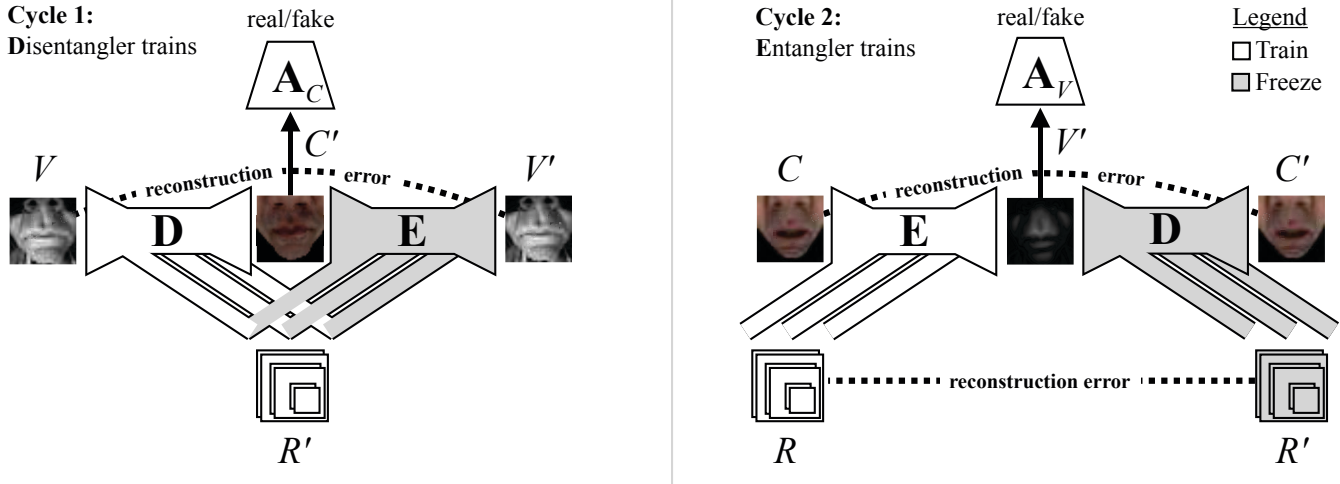 Cycle 1:
Disentangler trains
real/fake
A_C
C'
V
V'
reconstruction error
D
E
R'
Cycle 2:
Entangler trains
real/fake
A_V
V'
C
C'
reconstruction error
E
D
reconstruction error
R
R'
Legend
Train
Freeze